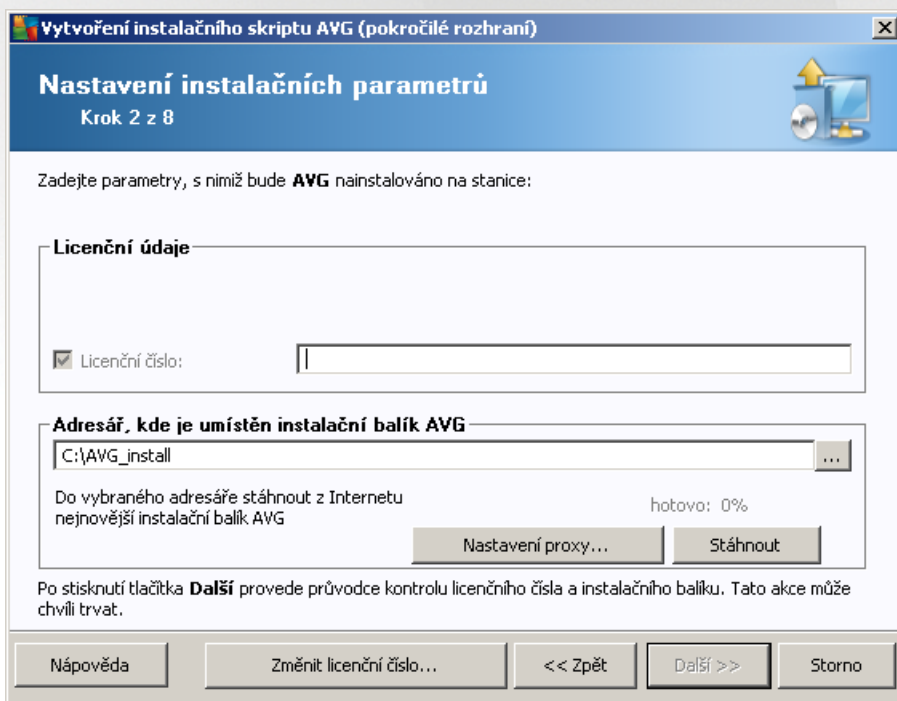 Vytvoření instalačního skriptu AVG (pokročilé rozhraní)
Nastavení instalačních parametrů
Krok 2 z 8
Zadejte parametry, s nimiž bude AVG nainstalováno na stanice:
Licenční údaje
Licenční číslo:
Adresář, kde je umístěn instalační balík AVG
C:\AVG_install
...
Do vybraného adresáře stáhnout z Internetu
nejnovější instalační balík AVG
hotovo: 0%
Nastavení proxy...
Stáhnout
Po stisknutí tlačítka Další provede průvodce kontrolu licenčního čísla a instalačního balíku. Tato akce může
chvíli trvat.
Nápověda
Změnit licenční číslo...
<< Zpět
Další >>
Storno